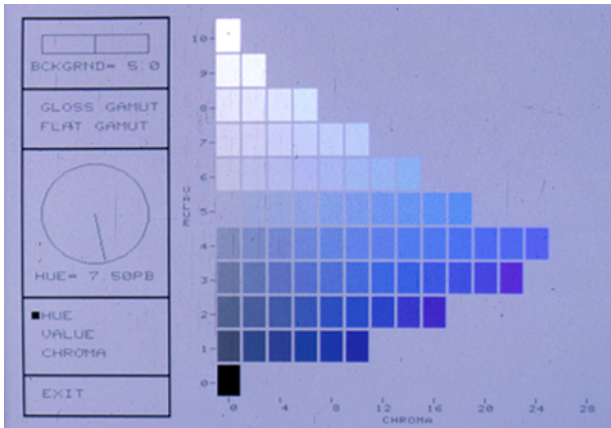 BCKGRND= 5.0
GLOSS GAMUT
FLAT GAMUT
HUE= 7.50PB
■HUE
VALUE
CHROMA
EXIT
10
9
8
7
6
5
4
3
2
1
0
VALUE
0 4 8 12 16 20 24 28
CHROMA